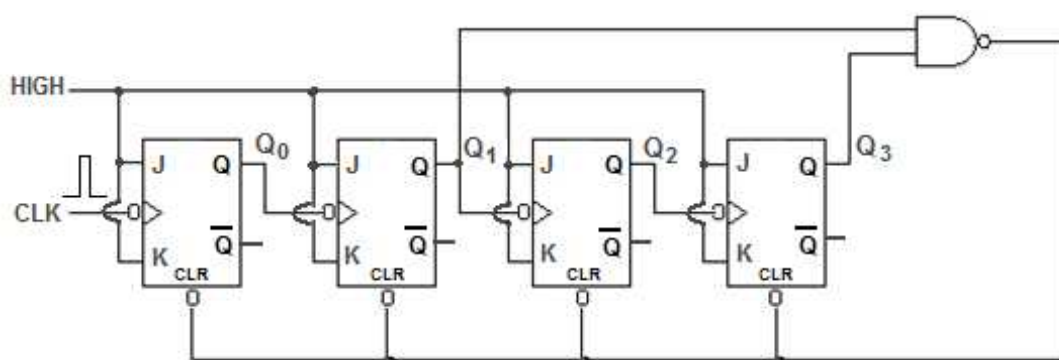 HIGH
CLK
J Q
K Q̅
CLR
Q₀
J Q
K Q̅
CLR
Q₁
J Q
K Q̅
CLR
Q₂
J Q
K Q̅
CLR
Q₃